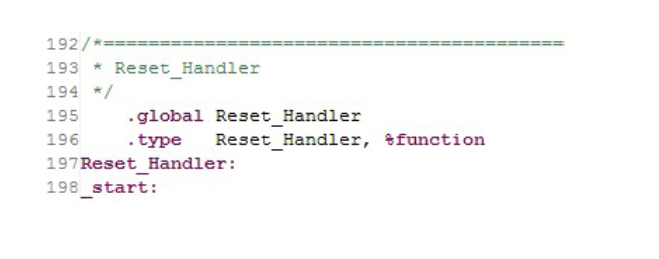 192/*=========================================
193 * Reset_Handler
194 */
195    .global Reset_Handler
196    .type   Reset_Handler, %function
197Reset_Handler:
198_start: